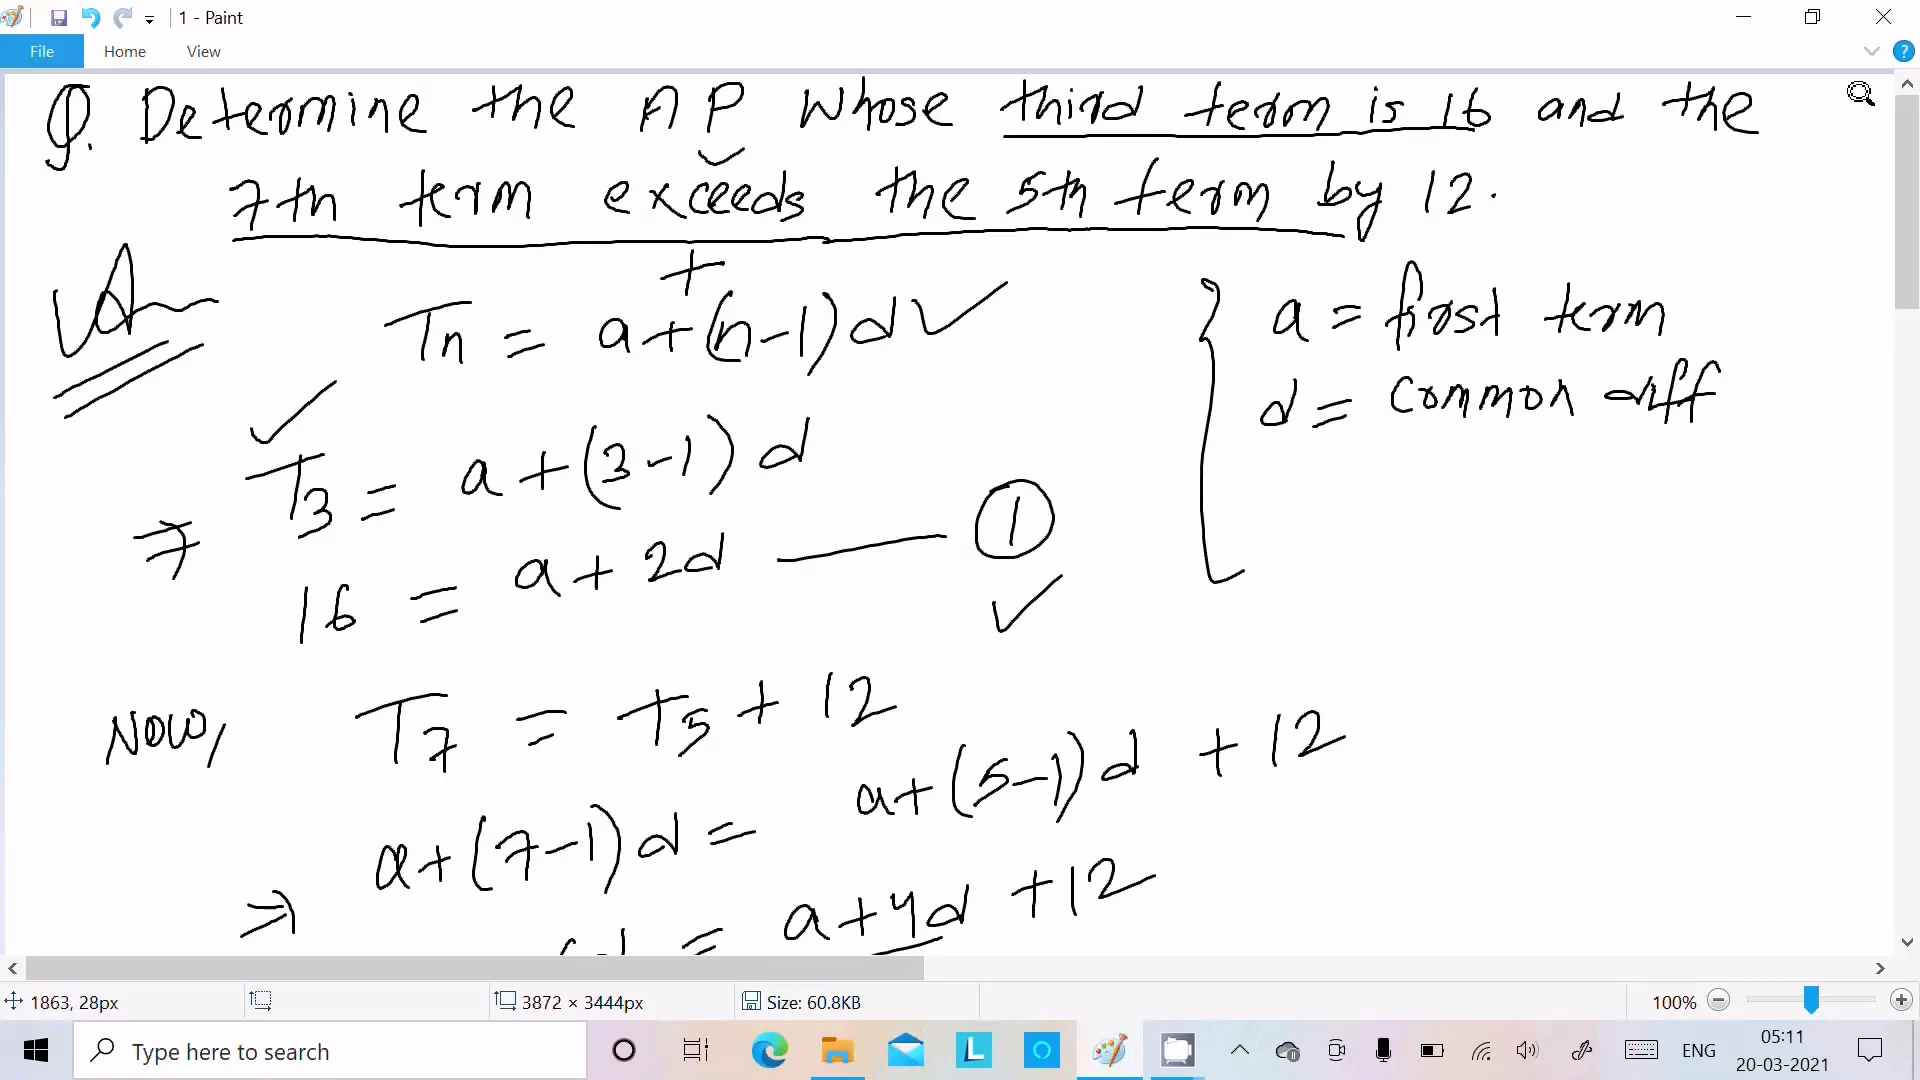 1 - Paint
File Home View
Q. Determine the AP whose third term is 16 and the
7th term exceeds the 5th term by 12.
Tn = a+(n-1)d
a = first term
d = common diff
T3 = a+(3-1)d
⇒ 16 = a+2d —— 1
Now, T7 = T5 + 12
a+(7-1)d = a+(5-1)d + 12
⇒ = a+4d +12
1863, 28px 3872 × 3444px Size: 60.8KB 100%
Type here to search
L
ENG
05:11
20-03-2021